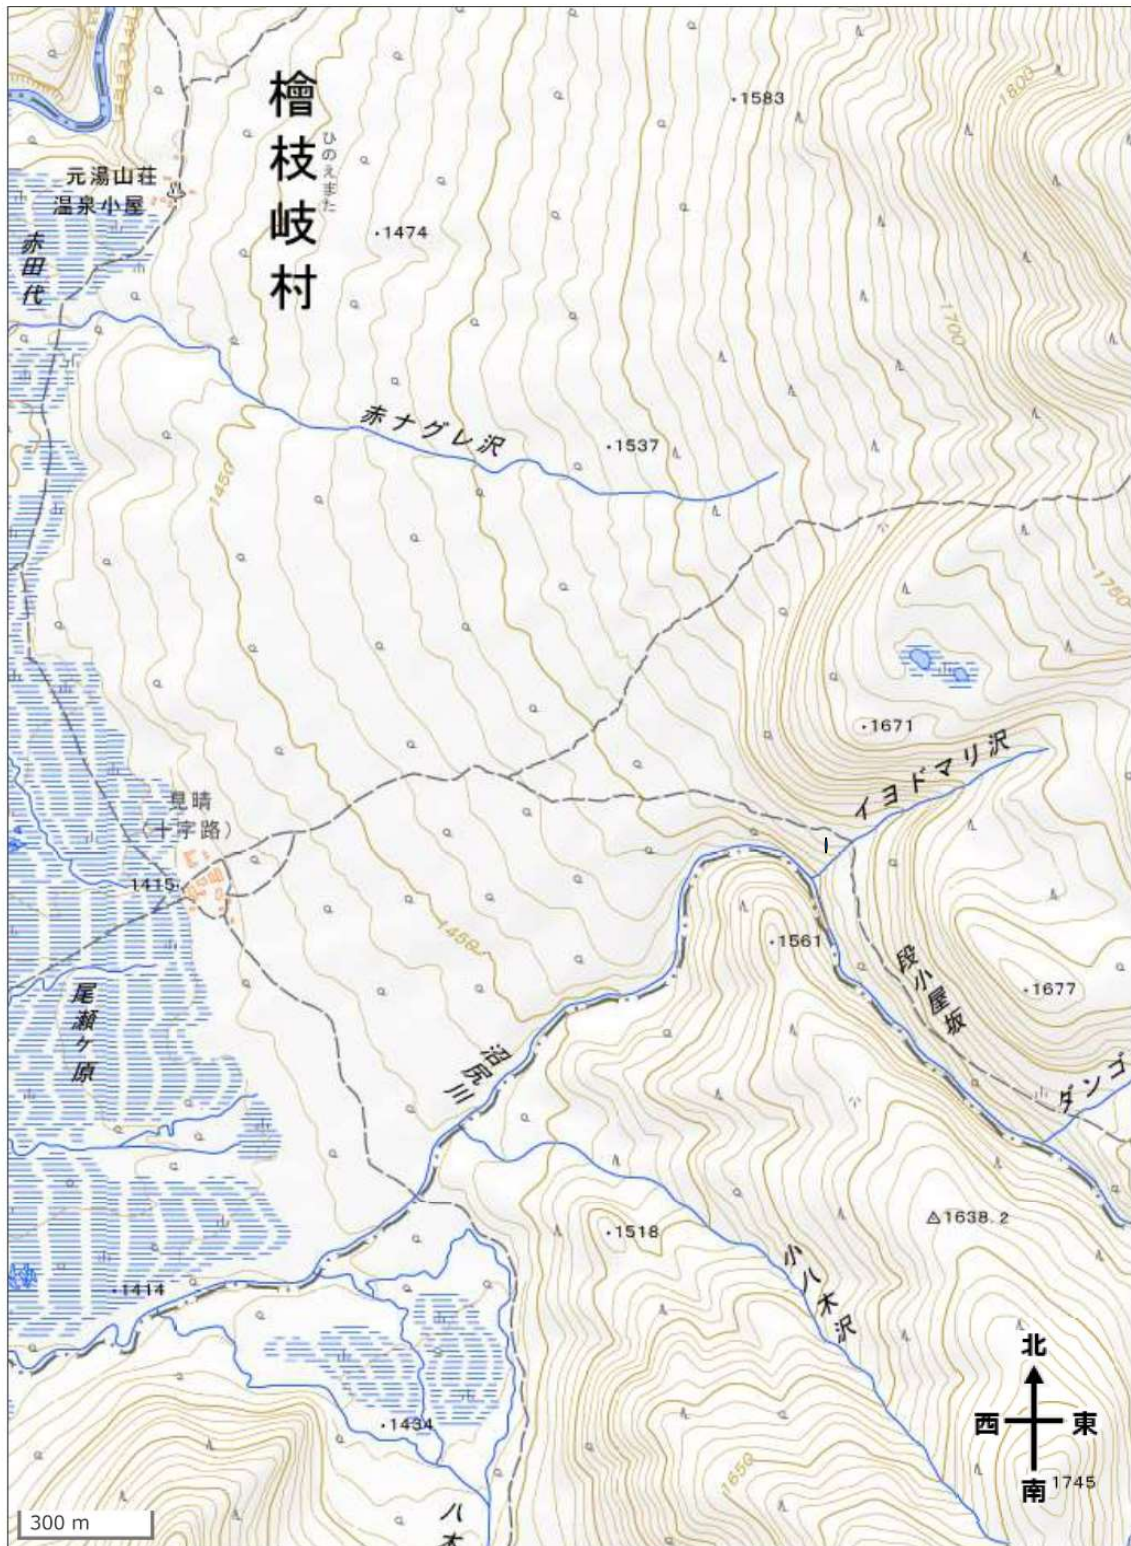 檜枝岐村
ひのえまた
1583
1800
元湯山荘
温泉小屋
赤田代
1474
1700
赤ナグレ沢
1537
1450
1750
1671
イヨドマリ沢
見晴
(十字路)
1415
1450
1561
段小屋坂
1677
尾瀬ヶ原
沼尻川
ダンゴ
1638.2
1518
小八木沢
1414
北
西
東
南
1434
1650
1745
八木
300 m